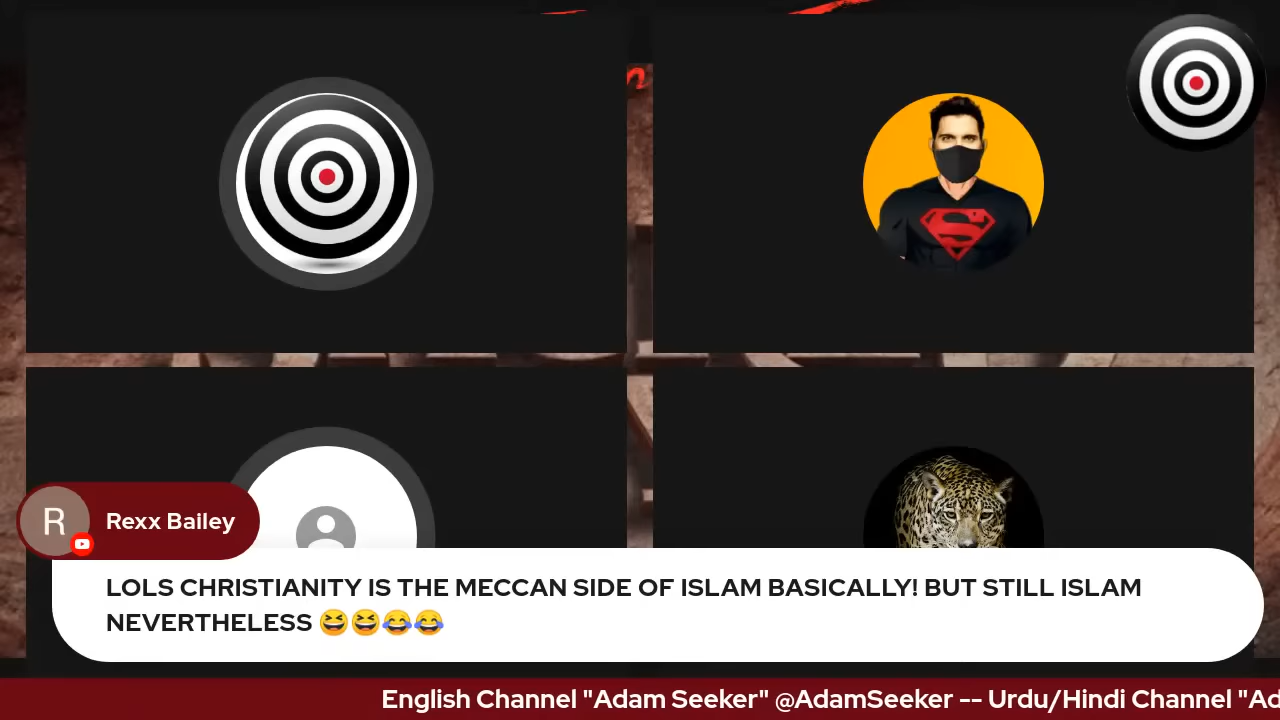 R
Rexx Bailey
LOLS CHRISTIANITY IS THE MECCAN SIDE OF ISLAM BASICALLY! BUT STILL ISLAM
NEVERTHELESS 😆😆😂😂
English Channel "Adam Seeker" @AdamSeeker -- Urdu/Hindi Channel "Ad